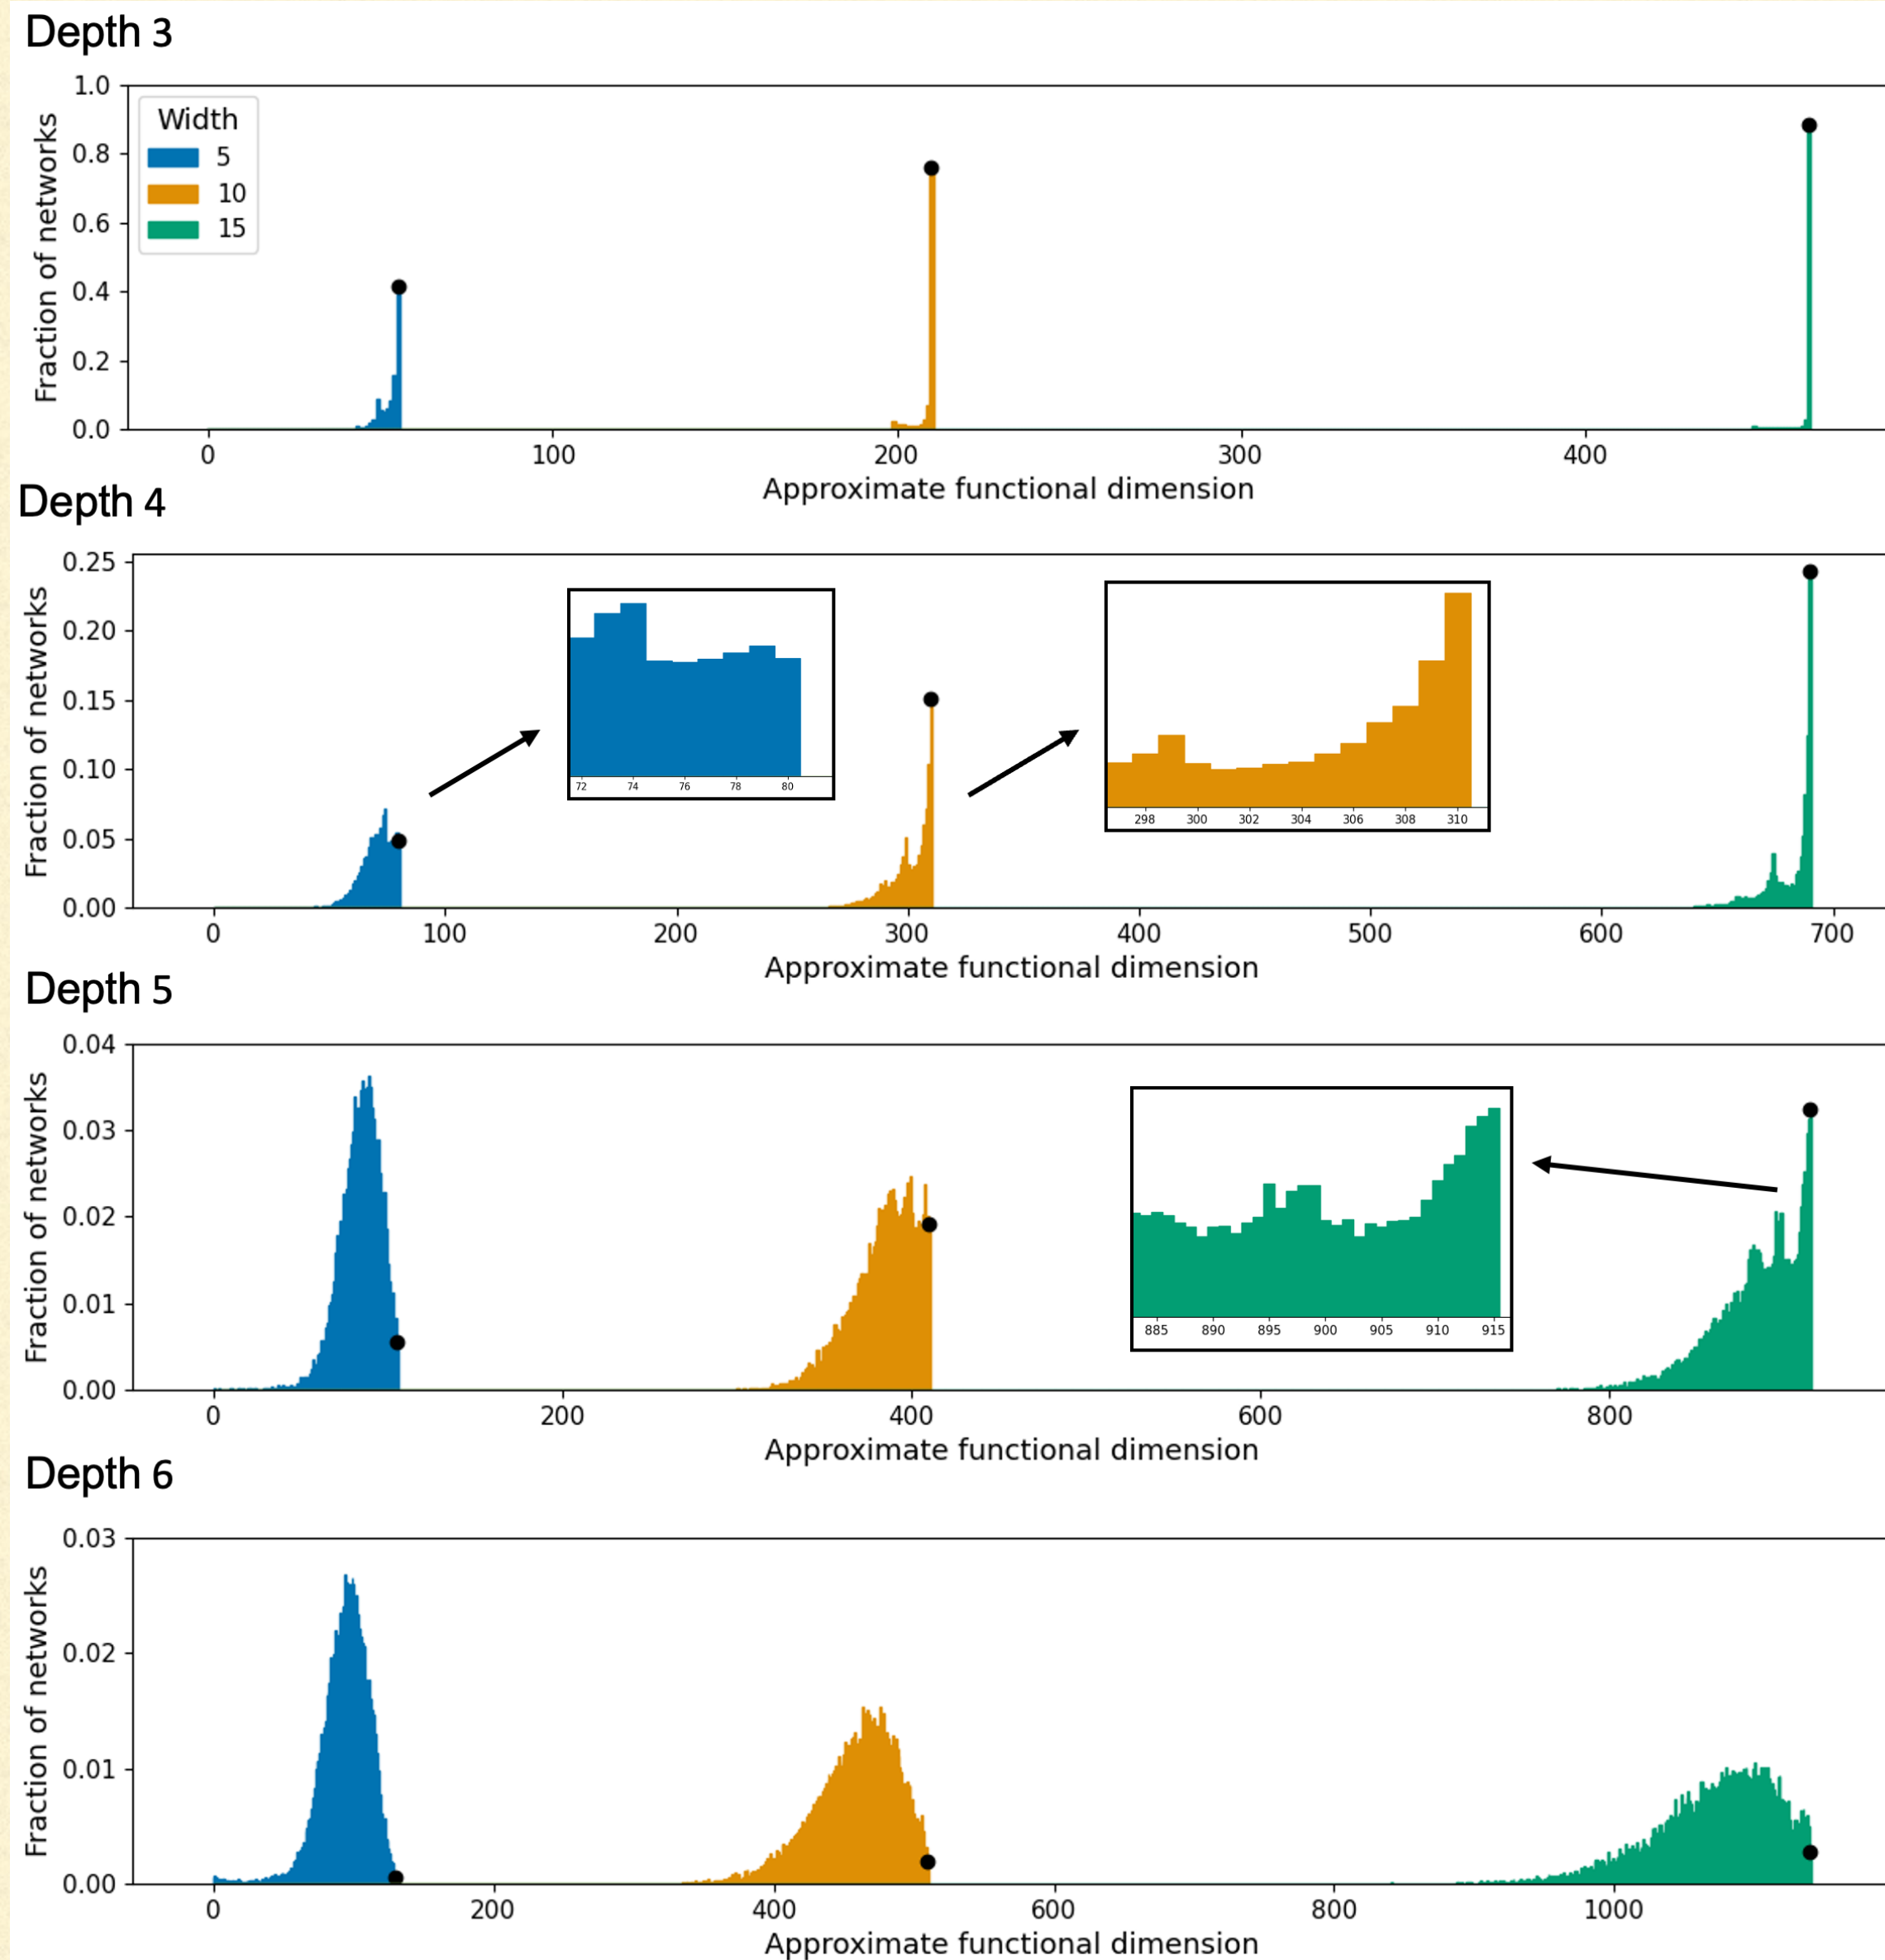 Depth 3
1.0
0.8
0.6
0.4
0.2
0.0
Fraction of networks
Width
5
10
15
0 100 200 300 400
Approximate functional dimension
Depth 4
0.25
0.20
0.15
0.10
0.05
0.00
Fraction of networks
72 74 76 78 80
298 300 302 304 306 308 310
0 100 200 300 400 500 600 700
Approximate functional dimension
Depth 5
0.04
0.03
0.02
0.01
0.00
Fraction of networks
885 890 895 900 905 910 915
0 200 400 600 800
Approximate functional dimension
Depth 6
0.03
0.02
0.01
0.00
Fraction of networks
0 200 400 600 800 1000
Approximate functional dimension